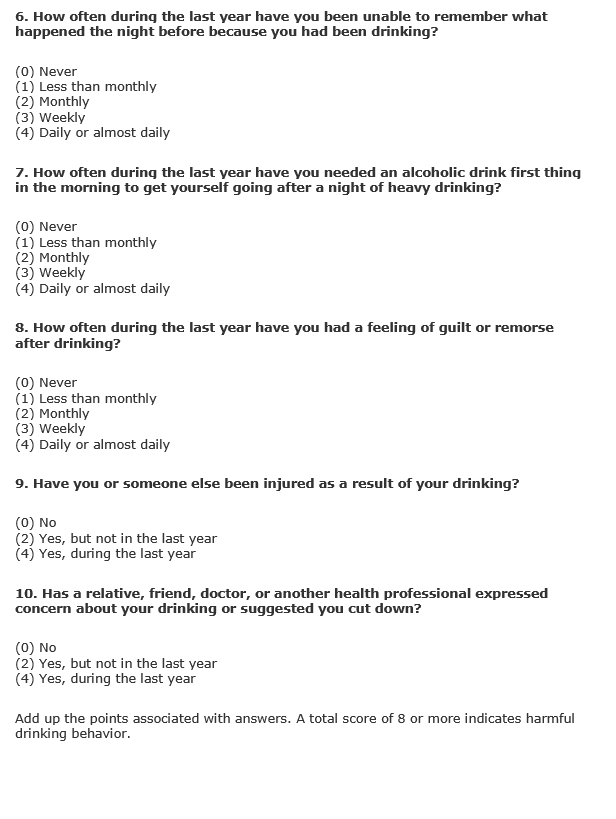 6. How often during the last year have you been unable to remember what
happened the night before because you had been drinking?
(0) Never
(1) Less than monthly
(2) Monthly
(3) Weekly
(4) Daily or almost daily
7. How often during the last year have you needed an alcoholic drink first thing
in the morning to get yourself going after a night of heavy drinking?
(0) Never
(1) Less than monthly
(2) Monthly
(3) Weekly
(4) Daily or almost daily
8. How often during the last year have you had a feeling of guilt or remorse
after drinking?
(0) Never
(1) Less than monthly
(2) Monthly
(3) Weekly
(4) Daily or almost daily
9. Have you or someone else been injured as a result of your drinking?
(0) No
(2) Yes, but not in the last year
(4) Yes, during the last year
10. Has a relative, friend, doctor, or another health professional expressed
concern about your drinking or suggested you cut down?
(0) No
(2) Yes, but not in the last year
(4) Yes, during the last year
Add up the points associated with answers. A total score of 8 or more indicates harmful
drinking behavior.